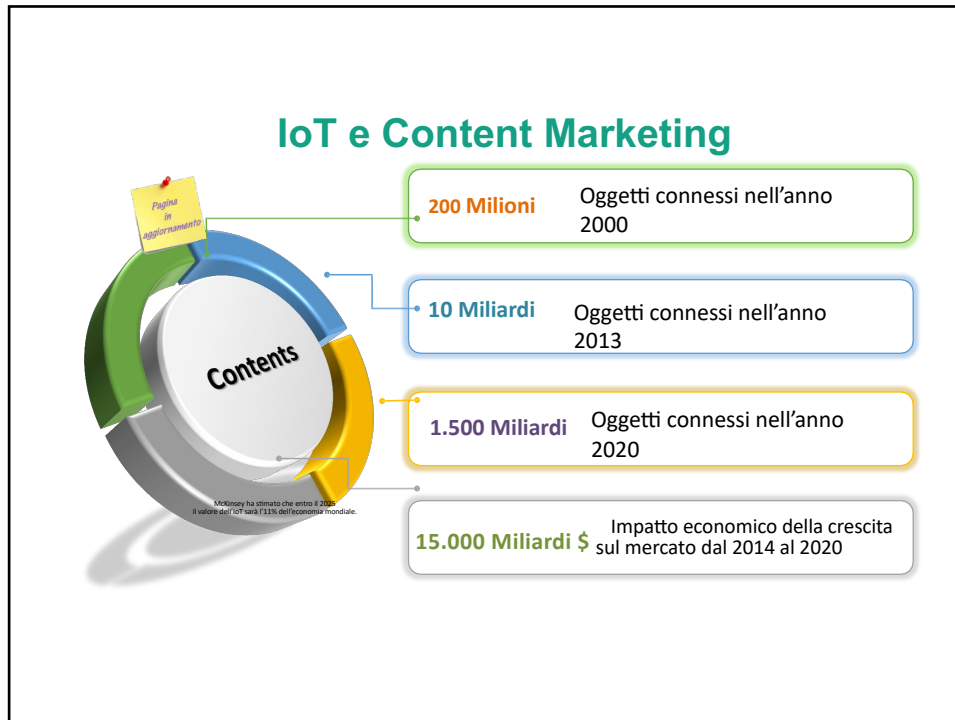 IoT e Content Marketing
Pagina
in
aggiornamento
200 Milioni
Oggetti connessi nell’anno
2000
10 Miliardi
Oggetti connessi nell’anno
2013
Contents
1.500 Miliardi
Oggetti connessi nell’anno
2020
McKinsey ha stimato che entro il 2025
il valore dell’IoT sarà l’11% dell’economia mondiale.
15.000 Miliardi $
Impatto economico della crescita
sul mercato dal 2014 al 2020